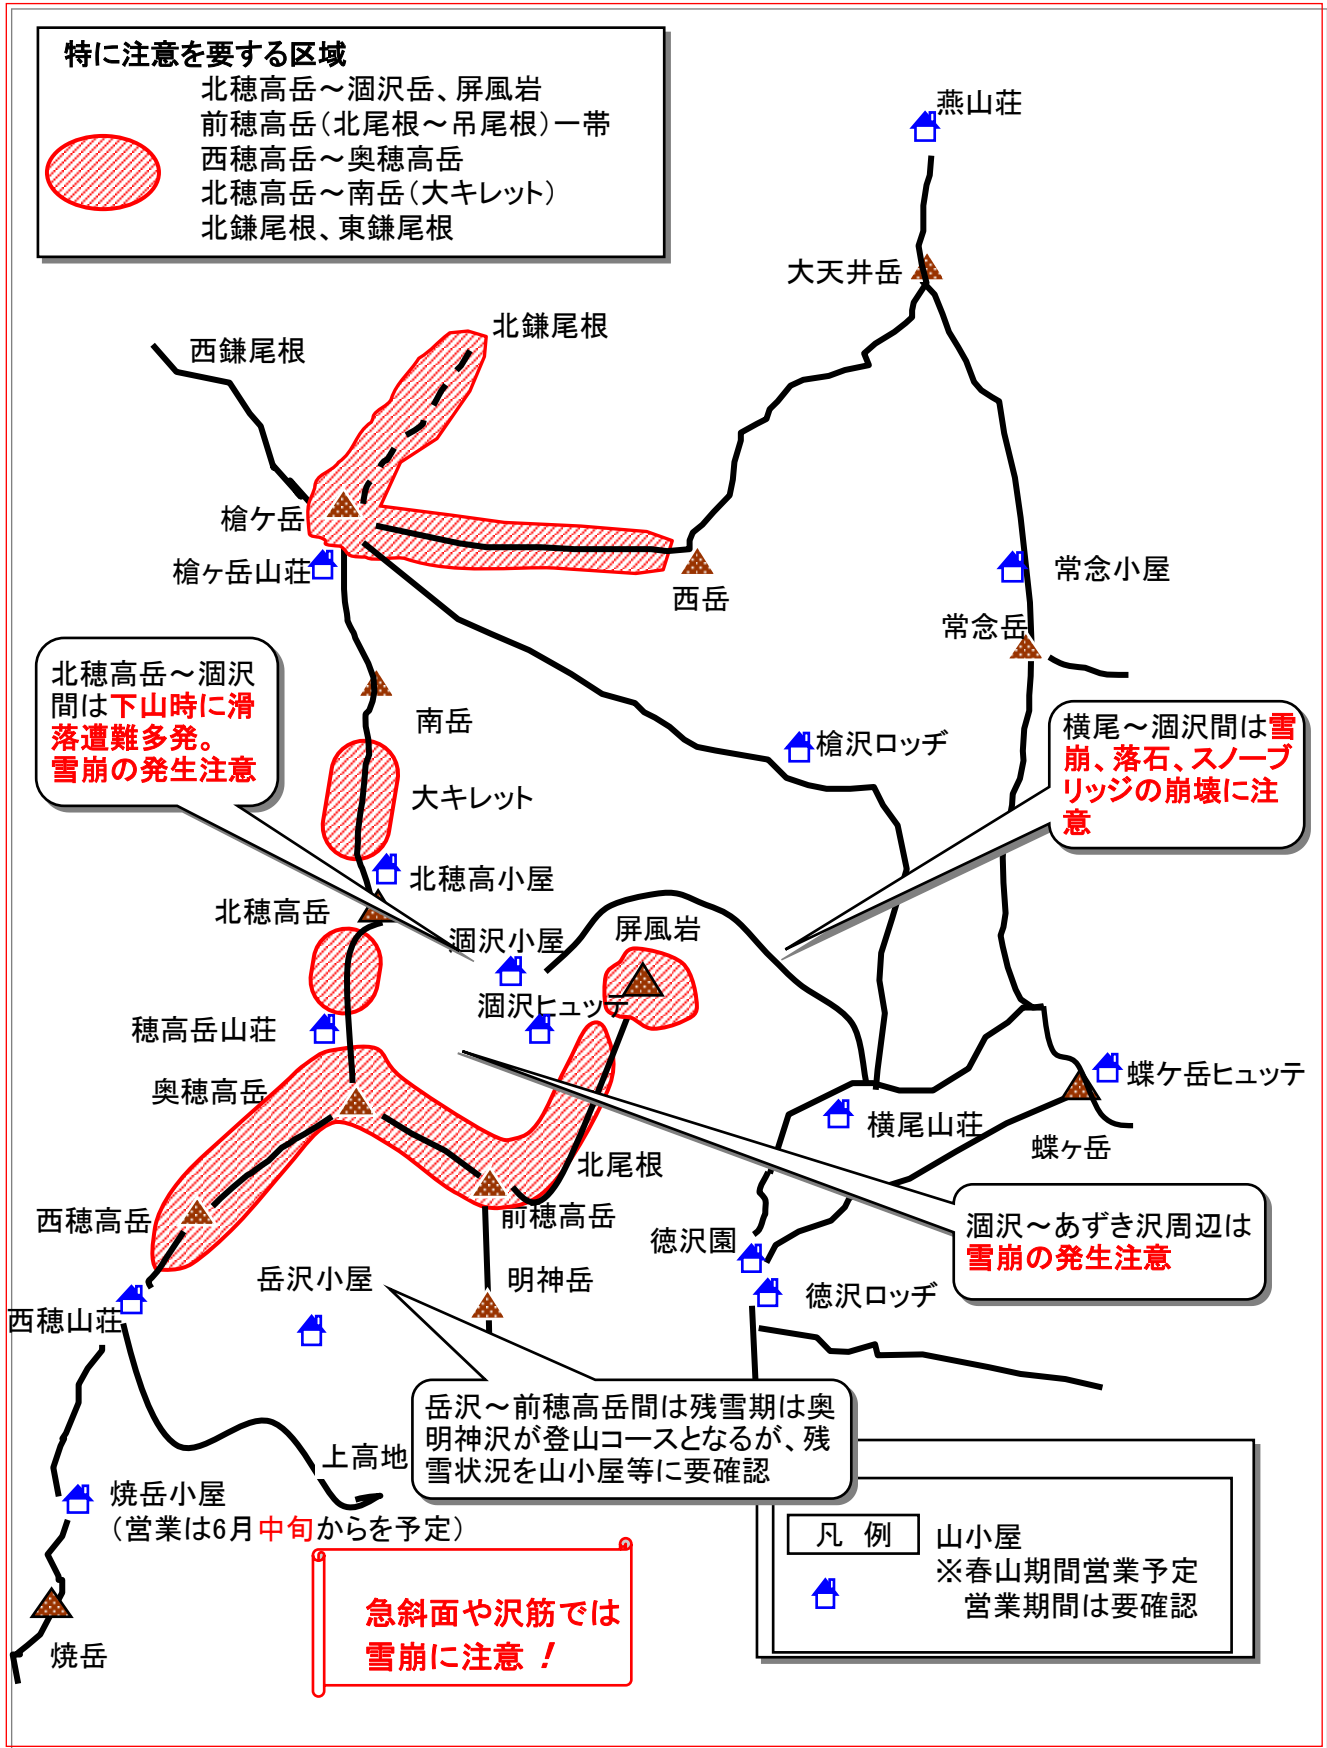 特に注意を要する区域
北穂高岳～涸沢岳、屏風岩
前穂高岳(北尾根～吊尾根)一帯
西穂高岳～奥穂高岳
北穂高岳～南岳(大キレット)
北鎌尾根、東鎌尾根
燕山荘
大天井岳
北鎌尾根
西鎌尾根
槍ケ岳
槍ヶ岳山荘
西岳
常念小屋
常念岳
北穂高岳～涸沢
間は下山時に滑
落遭難多発。
雪崩の発生注意
南岳
槍沢ロッヂ
横尾～涸沢間は雪
崩、落石、スノーブ
リッジの崩壊に注
意
大キレット
北穂高小屋
北穂高岳
涸沢小屋
屏風岩
涸沢ヒュッテ
穂高岳山荘
奥穂高岳
蝶ケ岳ヒュッテ
横尾山荘
蝶ヶ岳
北尾根
西穂高岳
前穂高岳
徳沢園
涸沢～あずき沢周辺は
雪崩の発生注意
岳沢小屋
明神岳
徳沢ロッヂ
西穂山荘
岳沢～前穂高岳間は残雪期は奥
明神沢が登山コースとなるが、残
雪状況を山小屋等に要確認
上高地
焼岳小屋
(営業は6月中旬からを予定)
凡 例
山小屋
※春山期間営業予定
営業期間は要確認
急斜面や沢筋では
雪崩に注意！
焼岳